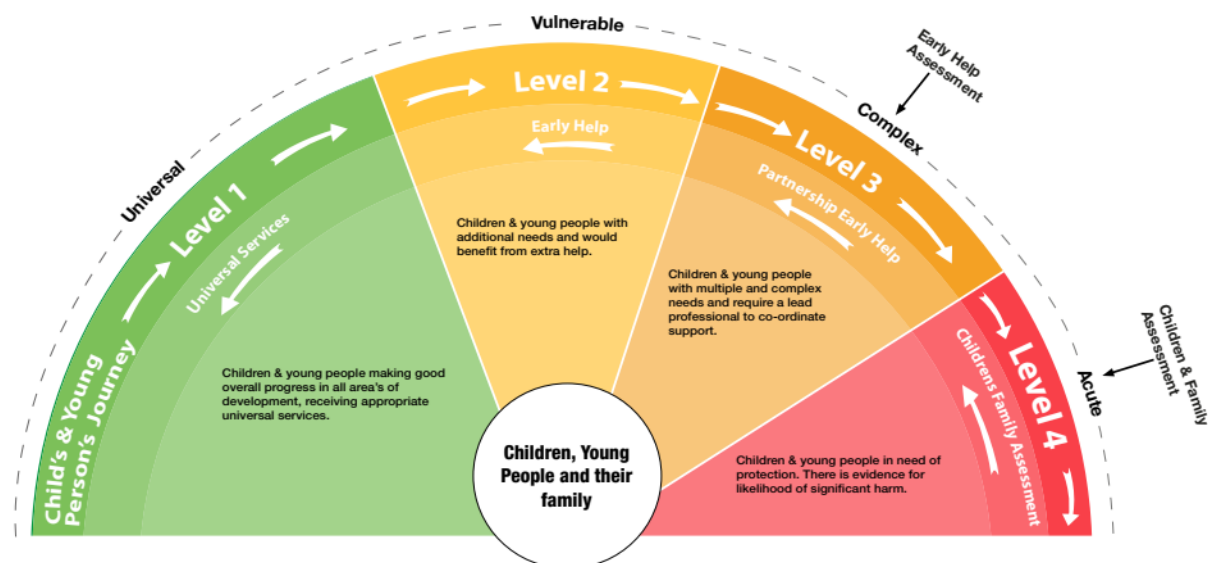 Universal
Vulnerable
Complex
Acute
Early Help
Assessment
Children & Family
Assessment
Child's & Young
Person's Journey
Level 1
Universal Services
Children & young people making good
overall progress in all area's of
development, receiving appropriate
universal services.
Level 2
Early Help
Children & young people with
additional needs and would
benefit from extra help.
Level 3
Partnership Early Help
Children & young people
with multiple and complex
needs and require a lead
professional to co-ordinate
support.
Level 4
Childrens Family Assessment
Children & young people in need of
protection. There is evidence for
likelihood of significant harm.
Children, Young
People and their
family